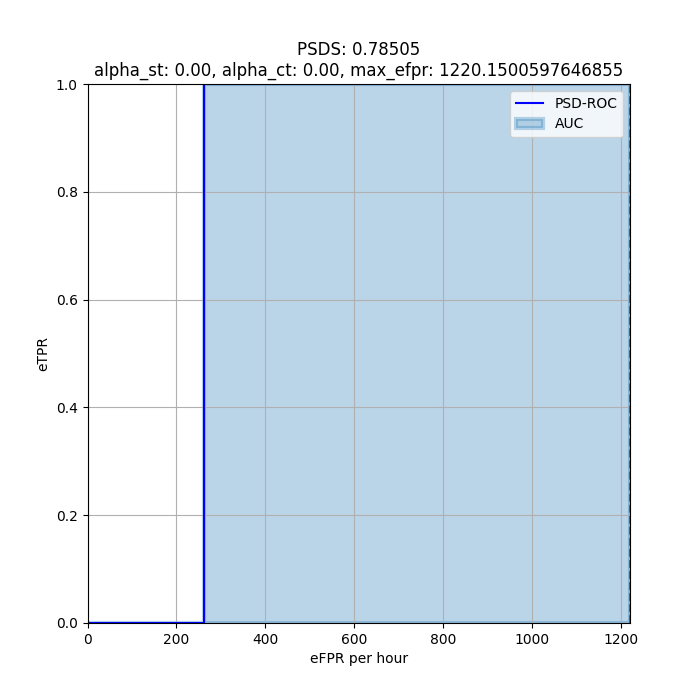 PSDS: 0.78505
alpha_st: 0.00, alpha_ct: 0.00, max_efpr: 1220.1500597646855
PSD-ROC
AUC
1.0
0.8
0.6
0.4
0.2
0.0
eTPR
0 200 400 600 800 1000 1200
eFPR per hour